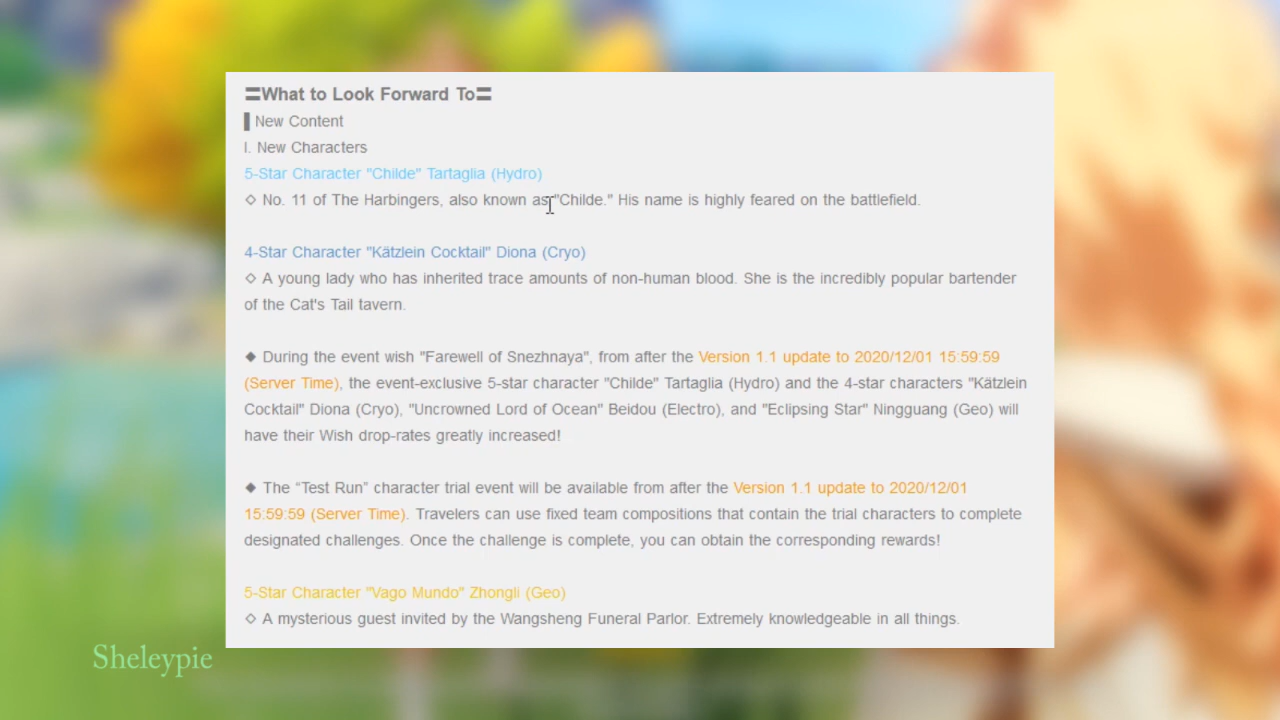 〓What to Look Forward To〓
▌New Content
I. New Characters
5-Star Character "Childe" Tartaglia (Hydro)
◇ No. 11 of The Harbingers, also known as "Childe." His name is highly feared on the battlefield.
4-Star Character "Kätzlein Cocktail" Diona (Cryo)
◇ A young lady who has inherited trace amounts of non-human blood. She is the incredibly popular bartender
of the Cat's Tail tavern.
◆ During the event wish "Farewell of Snezhnaya", from after the Version 1.1 update to 2020/12/01 15:59:59
(Server Time), the event-exclusive 5-star character "Childe" Tartaglia (Hydro) and the 4-star characters "Kätzlein
Cocktail" Diona (Cryo), "Uncrowned Lord of Ocean" Beidou (Electro), and "Eclipsing Star" Ningguang (Geo) will
have their Wish drop-rates greatly increased!
◆ The “Test Run” character trial event will be available from after the Version 1.1 update to 2020/12/01
15:59:59 (Server Time). Travelers can use fixed team compositions that contain the trial characters to complete
designated challenges. Once the challenge is complete, you can obtain the corresponding rewards!
5-Star Character "Vago Mundo" Zhongli (Geo)
◇ A mysterious guest invited by the Wangsheng Funeral Parlor. Extremely knowledgeable in all things.
Sheleypie